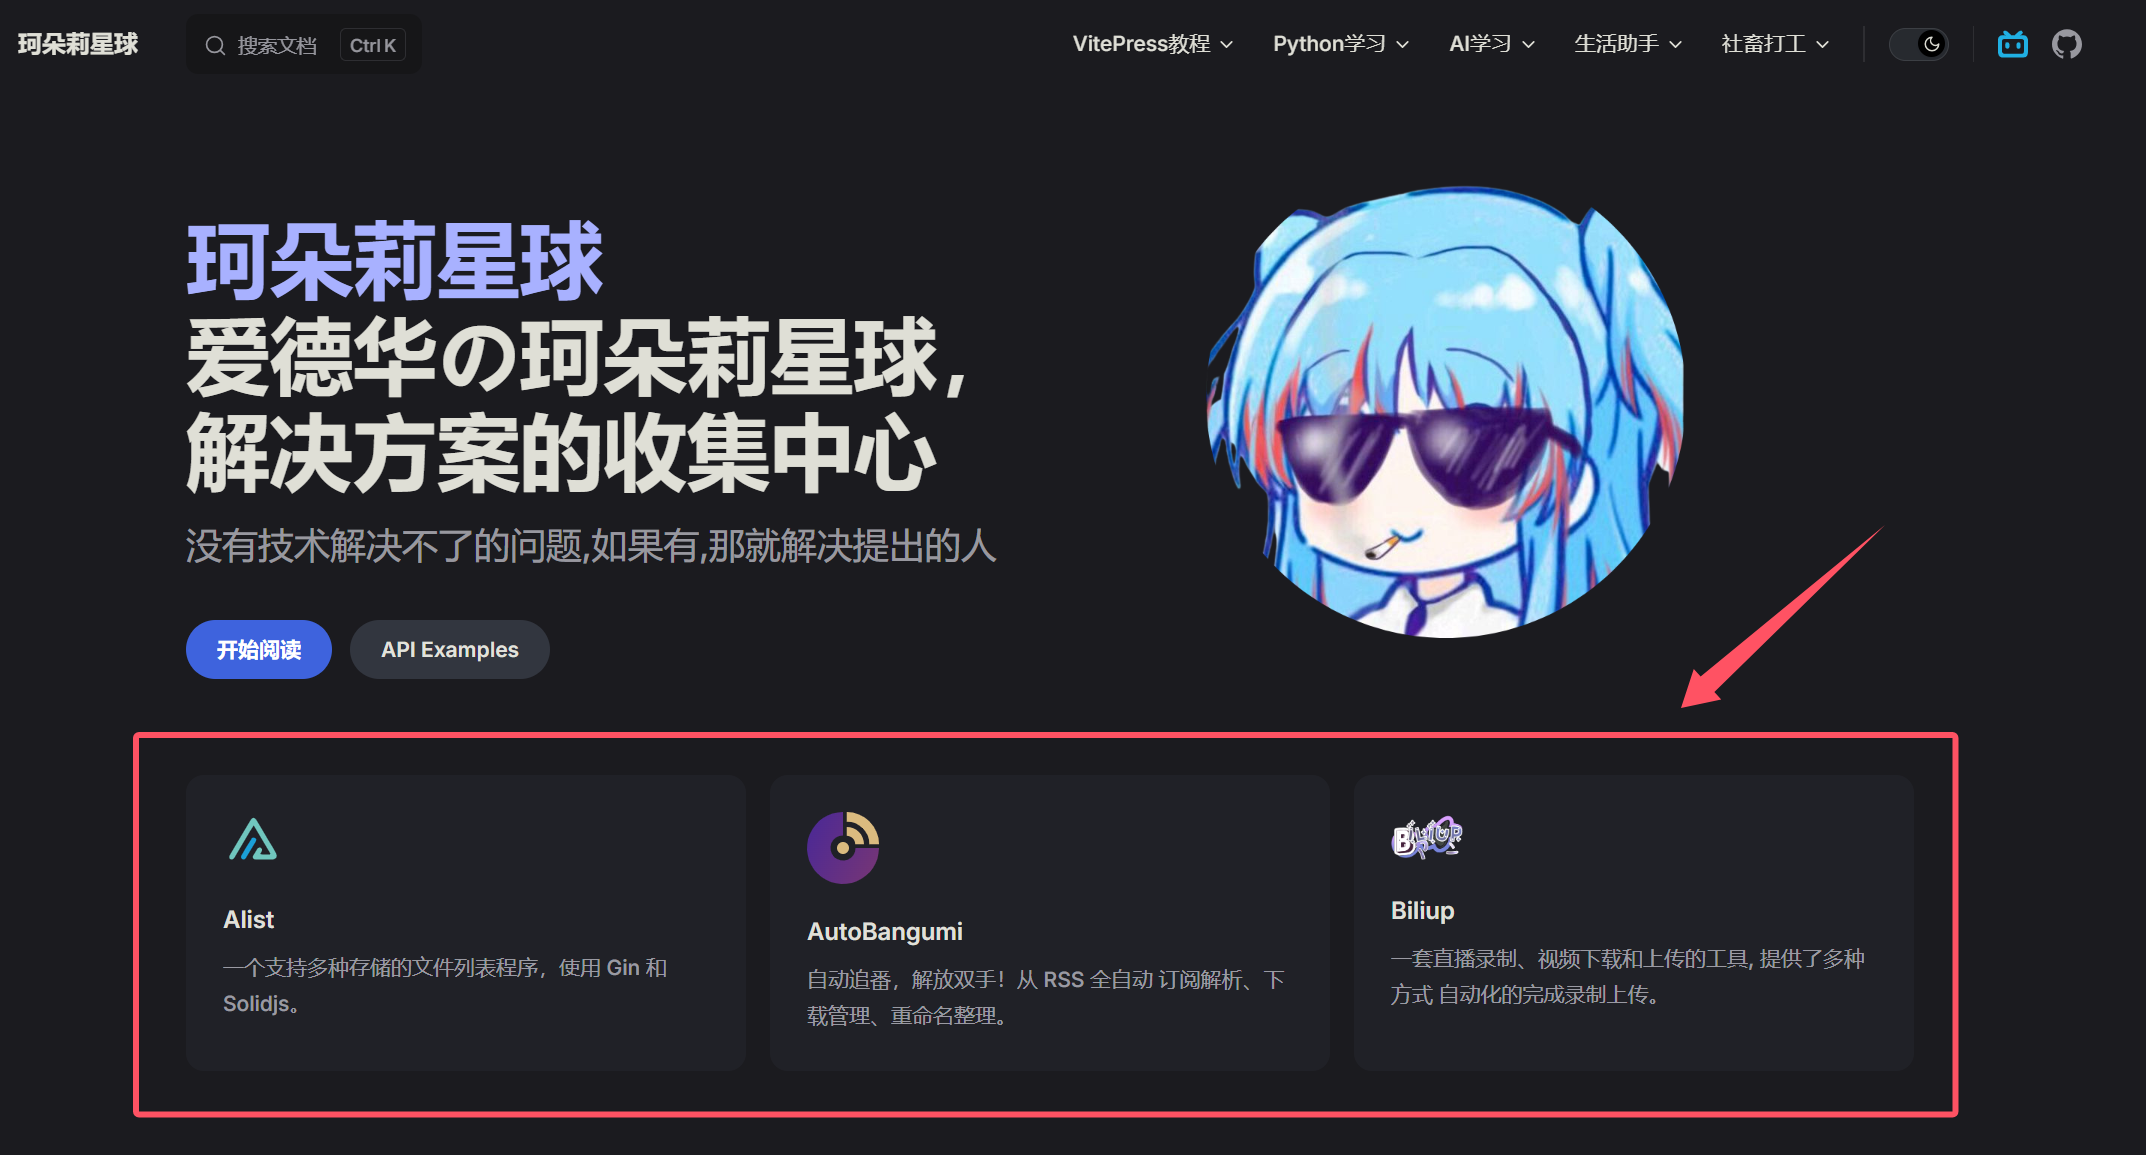 珂朵莉星球
搜索文档 Ctrl K
VitePress教程 Python学习 AI学习 生活助手 社畜打工
珂朵莉星球
爱德华の珂朵莉星球，
解决方案的收集中心
没有技术解决不了的问题,如果有,那就解决提出的人
开始阅读 API Examples
Alist
一个支持多种存储的文件列表程序，使用 Gin 和
Solidjs。
AutoBangumi
自动追番，解放双手！从 RSS 全自动 订阅解析、下
载管理、重命名整理。
BILIUP
Biliup
一套直播录制、视频下载和上传的工具, 提供了多种
方式 自动化的完成录制上传。